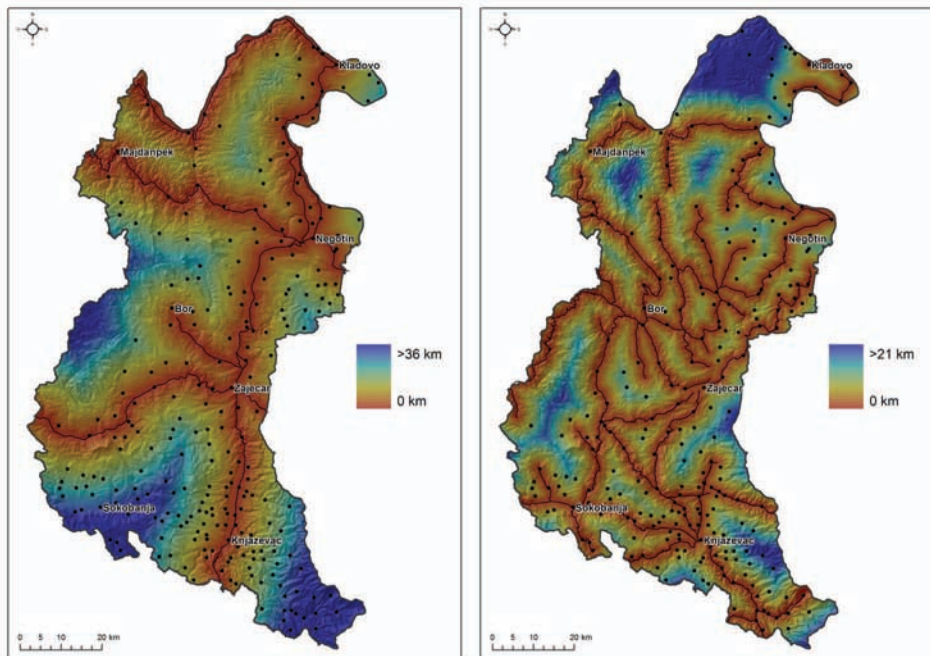 Kladovo
Majdanpek
Negotin
Bor
>36 km
0 km
Zaječar
Sokobanja
Knjaževac
0 5 10 20 km
Kladovo
Majdanpek
Negotin
Bor
>21 km
0 km
Zaječar
Sokobanja
Knjaževac
0 5 10 20 km